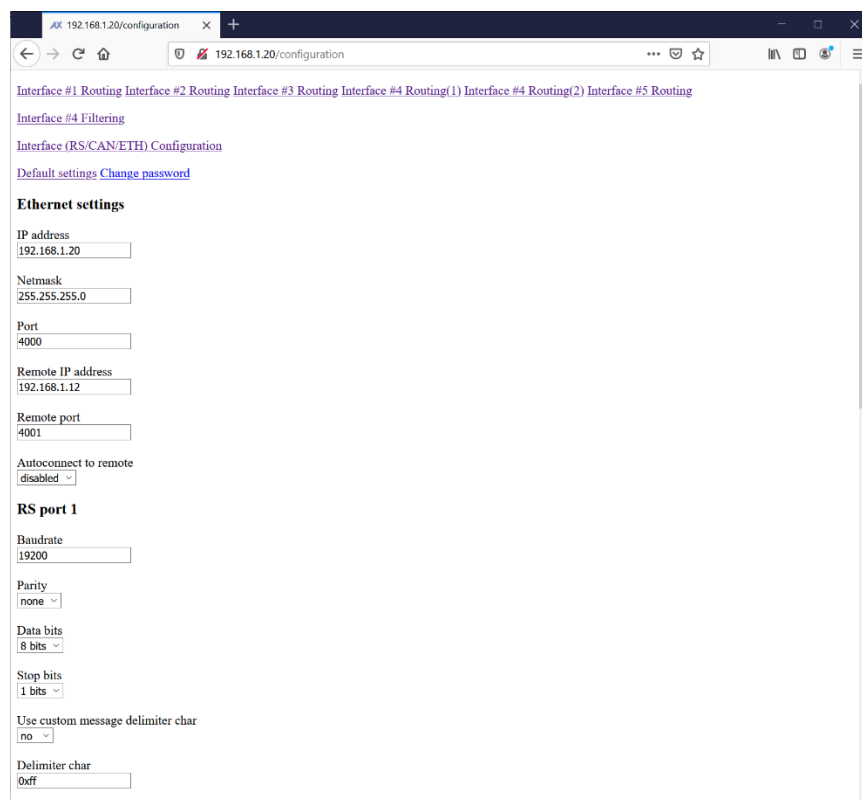 AX 192.168.1.20/configuration
192.168.1.20/configuration
Interface #1 Routing Interface #2 Routing Interface #3 Routing Interface #4 Routing(1) Interface #4 Routing(2) Interface #5 Routing
Interface #4 Filtering
Interface (RS/CAN/ETH) Configuration
Default settings Change password
Ethernet settings
IP address
192.168.1.20
Netmask
255.255.255.0
Port
4000
Remote IP address
192.168.1.12
Remote port
4001
Autoconnect to remote
disabled
RS port 1
Baudrate
19200
Parity
none
Data bits
8 bits
Stop bits
1 bits
Use custom message delimiter char
no
Delimiter char
0xff